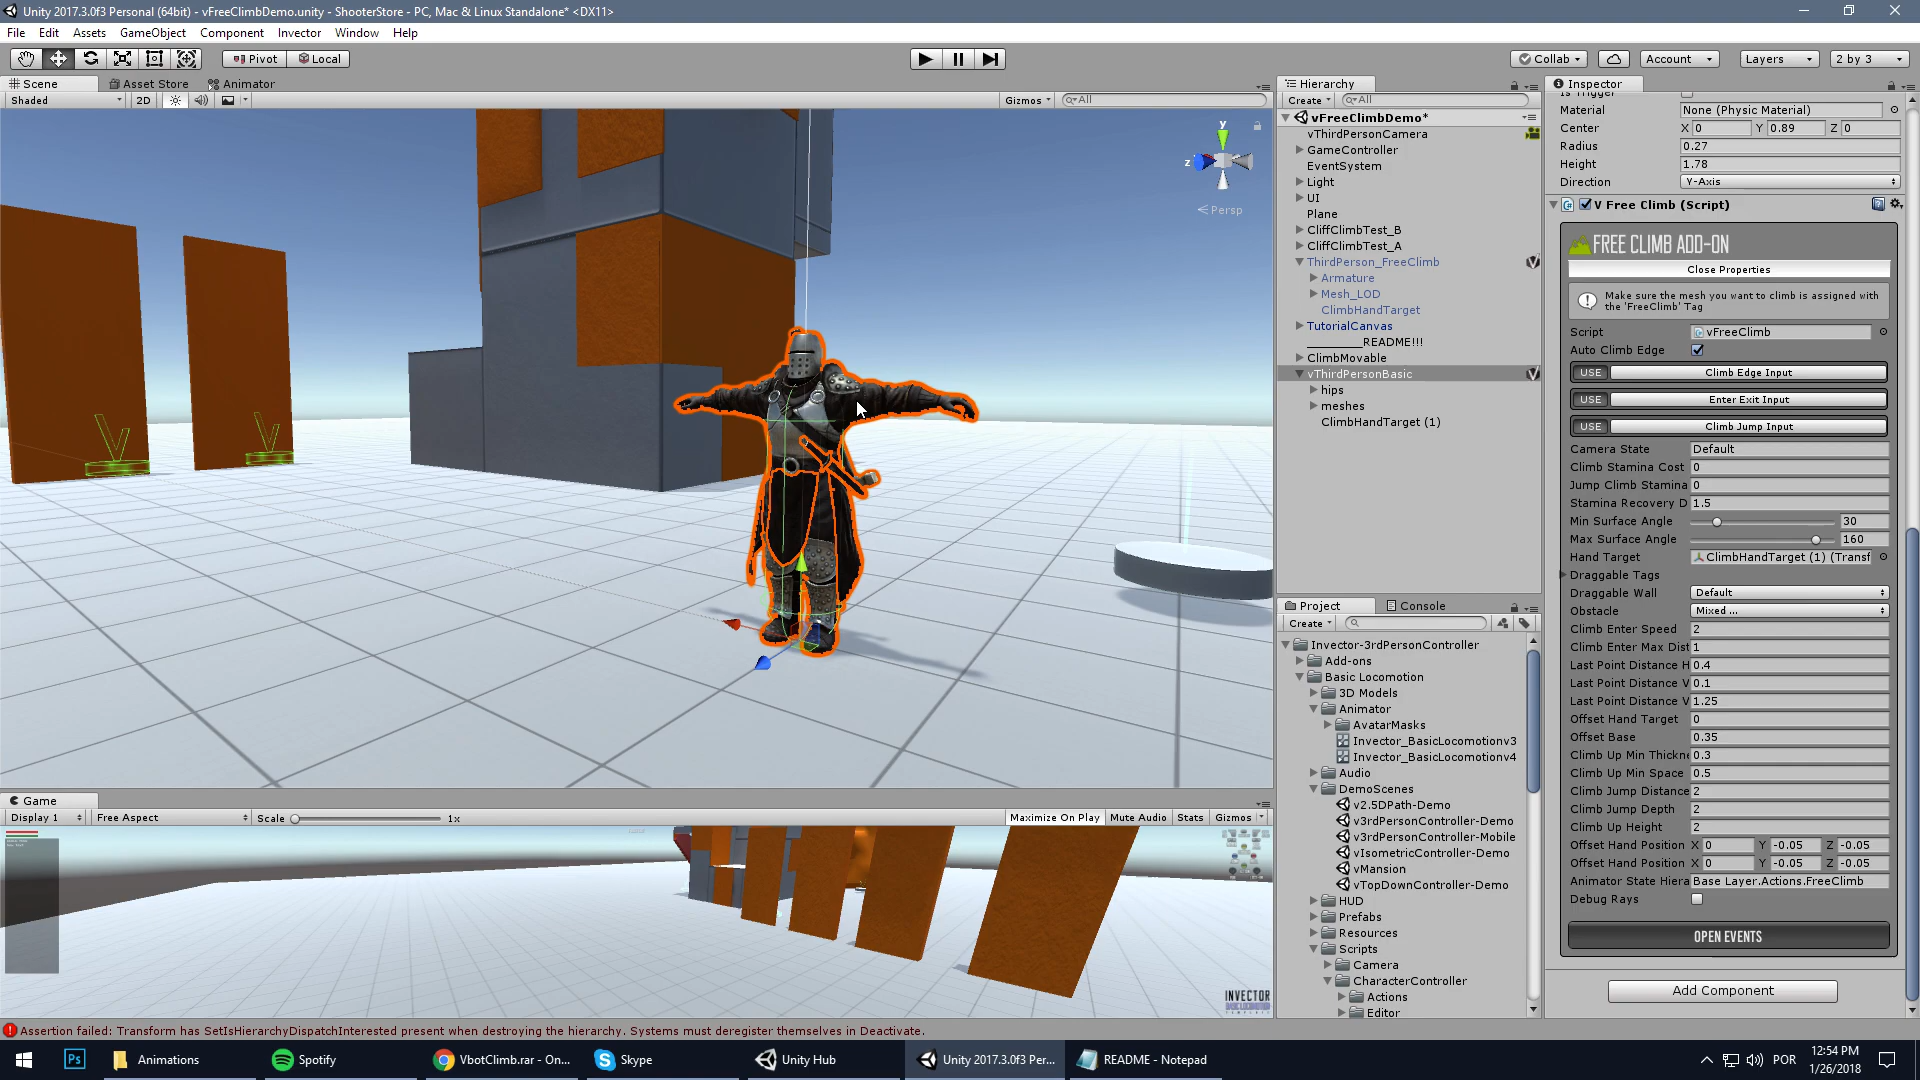 Unity 2017.3.0f3 Personal (64bit) - vFreeClimbDemo.unity - ShooterStore - PC, Mac & Linux Standalone* <DX11>
File Edit Assets GameObject Component Invector Window Help
Pivot Local
Collab Account Layers 2 by 3
Scene Asset Store Animator
Shaded 2D Gizmos All
y
z
Persp
Hierarchy
Create All
vFreeClimbDemo*
vThirdPersonCamera
GameController
EventSystem
Light
UI
Plane
CliffClimbTest_B
CliffClimbTest_A
ThirdPerson_FreeClimb
Armature
Mesh_LOD
ClimbHandTarget
TutorialCanvas
_________README!!!
ClimbMovable
vThirdPersonBasic
hips
meshes
ClimbHandTarget (1)
Inspector
Is Trigger
Material None (Physic Material)
Center X 0 Y 0.89 Z 0
Radius 0.27
Height 1.78
Direction Y-Axis
V Free Climb (Script)
FREE CLIMB ADD-ON
Close Properties
Make sure the mesh you want to climb is assigned with
the 'FreeClimb' Tag
Script vFreeClimb
Auto Climb Edge
USE Climb Edge Input
USE Enter Exit Input
USE Climb Jump Input
Camera State Default
Climb Stamina Cost 0
Jump Climb Stamina 0
Stamina Recovery D 1.5
Min Surface Angle 30
Max Surface Angle 160
Hand Target ClimbHandTarget (1) (Transf
Draggable Tags
Draggable Wall Default
Obstacle Mixed ...
Climb Enter Speed 2
Climb Enter Max Dist 1
Last Point Distance H 0.4
Last Point Distance V 0.1
Last Point Distance V 1.25
Offset Hand Target 0
Offset Base 0.35
Climb Up Min Thickne 0.3
Climb Up Min Space 0.5
Climb Jump Distance 2
Climb Jump Depth 2
Climb Up Height 2
Offset Hand Position X 0 Y -0.05 Z -0.05
Offset Hand Position X 0 Y -0.05 Z -0.05
Animator State Hiera Base Layer.Actions.FreeClimb
Debug Rays
OPEN EVENTS
Add Component
Project Console
Create
Invector-3rdPersonController
Add-ons
Basic Locomotion
3D Models
Animator
AvatarMasks
Invector_BasicLocomotionv3
Invector_BasicLocomotionv4
Audio
DemoScenes
v2.5DPath-Demo
v3rdPersonController-Demo
v3rdPersonController-Mobile
vIsometricController-Demo
vMansion
vTopDownController-Demo
HUD
Prefabs
Resources
Scripts
Camera
CharacterController
Actions
Editor
Game
Display 1 Free Aspect Scale 1x Maximize On Play Mute Audio Stats Gizmos
INVECTOR
Assertion failed: Transform has SetIsHierarchyDispatchInterested present when destroying the hierarchy. Systems must deregister themselves in Deactivate.
Ps Animations Spotify VbotClimb.rar - On... Skype Unity Hub Unity 2017.3.0f3 Per... README - Notepad
POR
12:54 PM
1/26/2018